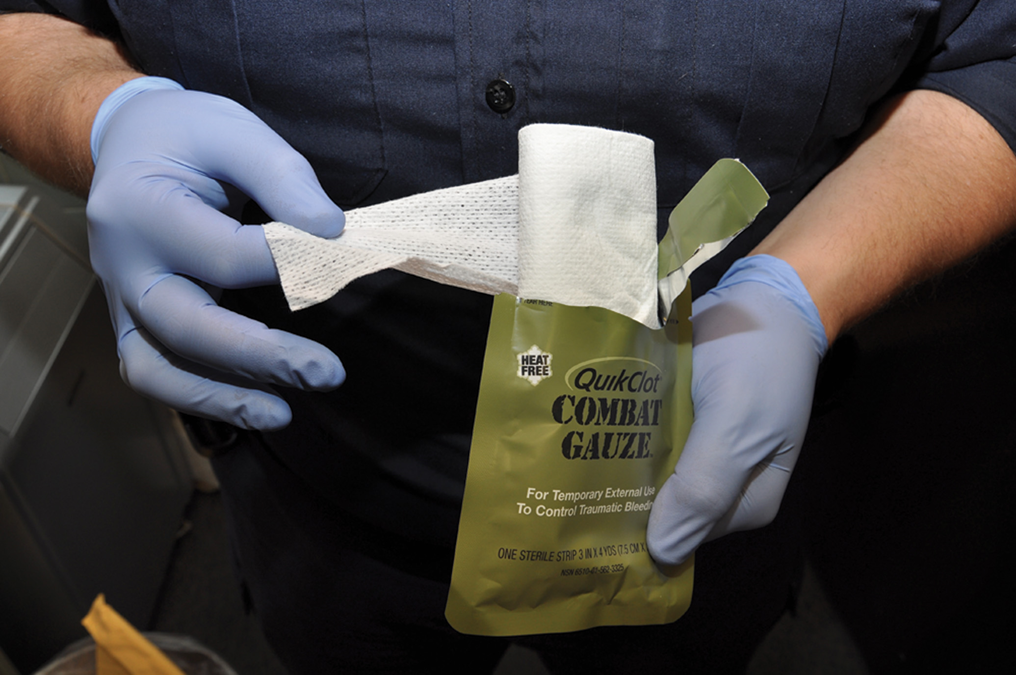 HEAT
FREE
QuikClot
COMBAT
GAUZE
For Temporary External Use
To Control Traumatic Bleedin
ONE STERILE STRIP 3 IN X 4 YDS (7.5 CM X